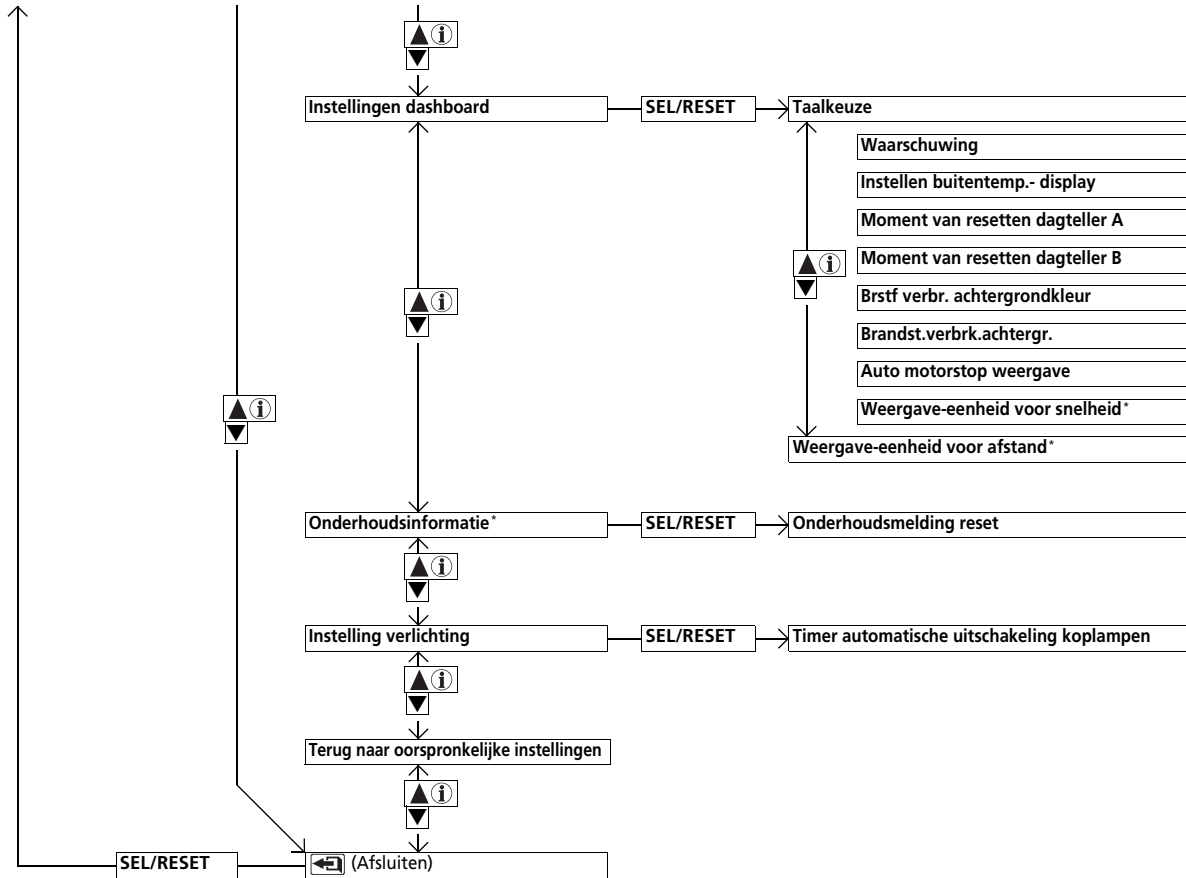 Instellingen dashboard SEL/RESET Taalkeuze
Waarschuwing
Instellen buitentemp.- display
Moment van resetten dagteller A
Moment van resetten dagteller B
Brstf verbr. achtergrondkleur
Brandst.verbrk.achtergr.
Auto motorstop weergave
Weergave-eenheid voor snelheid*
Weergave-eenheid voor afstand*
Onderhoudsinformatie* SEL/RESET Onderhoudsmelding reset
Instelling verlichting SEL/RESET Timer automatische uitschakeling koplampen
Terug naar oorspronkelijke instellingen
SEL/RESET (Afsluiten)